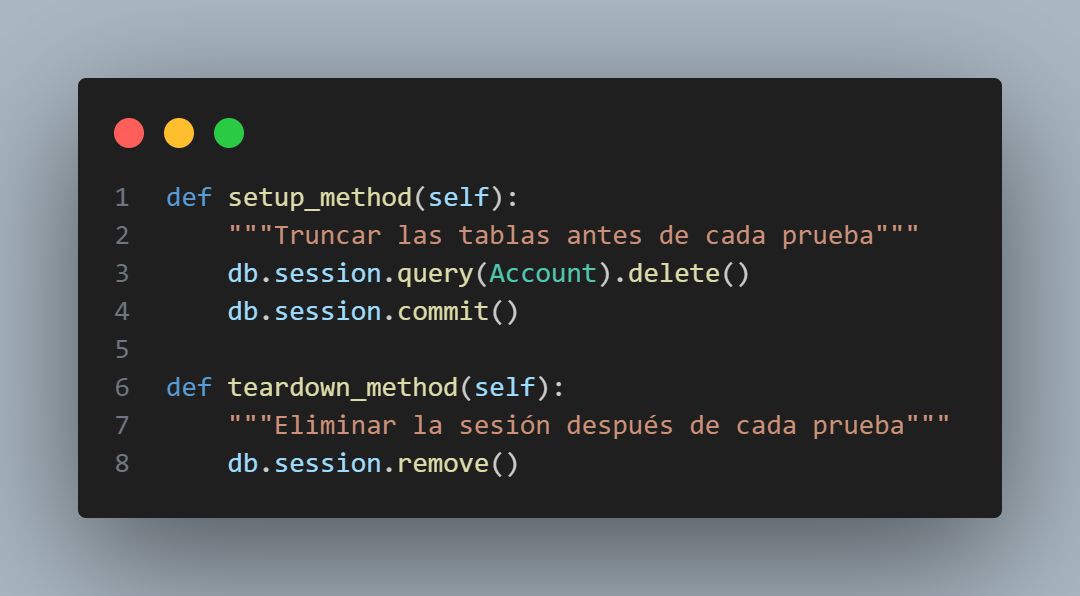 1 def setup_method(self):
2     """Truncar las tablas antes de cada prueba"""
3     db.session.query(Account).delete()
4     db.session.commit()
5
6 def teardown_method(self):
7     """Eliminar la sesión después de cada prueba"""
8     db.session.remove()